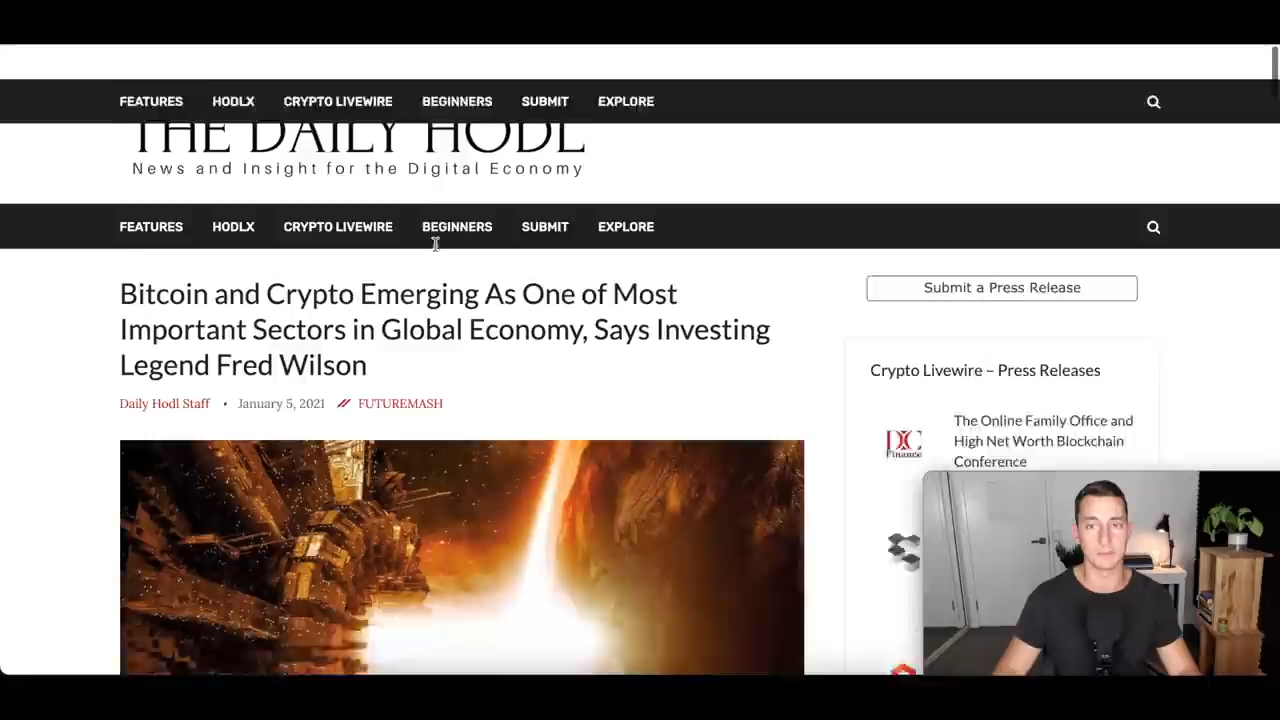 FEATURES HODLX CRYPTO LIVEWIRE BEGINNERS SUBMIT EXPLORE
THE DAILY HODL
News and Insight for the Digital Economy
FEATURES HODLX CRYPTO LIVEWIRE BEGINNERS SUBMIT EXPLORE
Bitcoin and Crypto Emerging As One of Most
Important Sectors in Global Economy, Says Investing
Legend Fred Wilson
Daily Hodl Staff • January 5, 2021 // FUTUREMASH
Submit a Press Release
Crypto Livewire – Press Releases
DC
Finance
The Online Family Office and
High Net Worth Blockchain
Conference